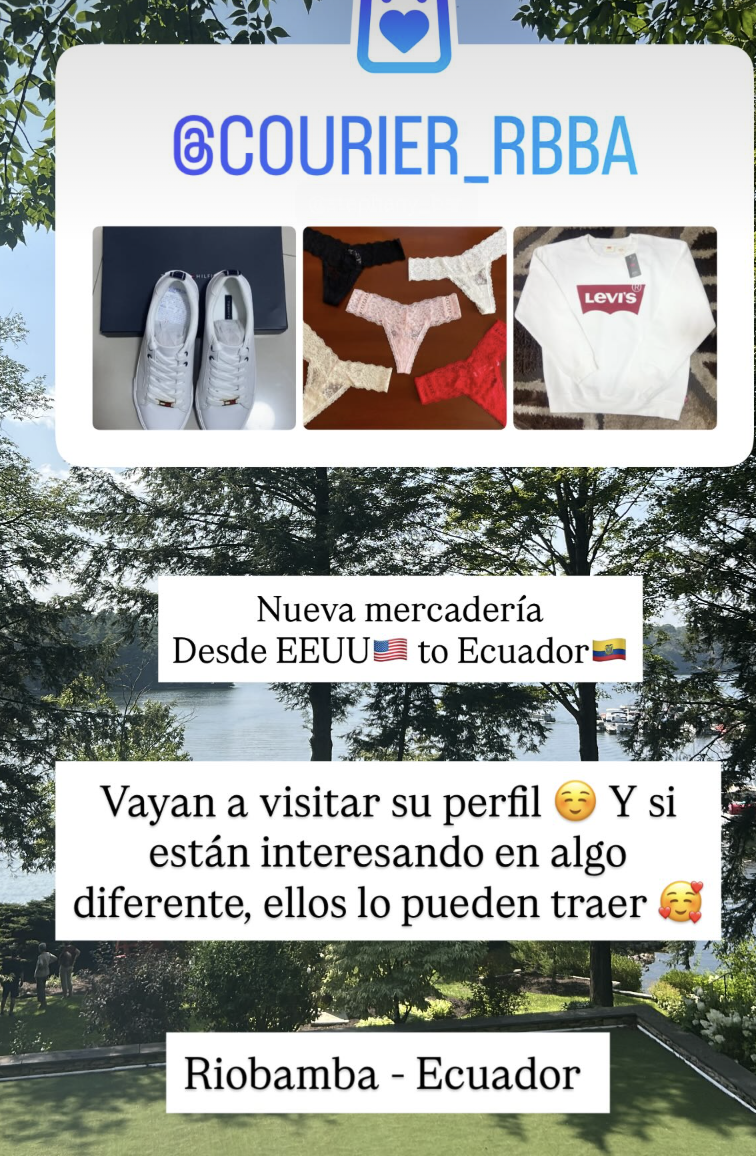 @COURIER_RBBA
HILFI
LEVI'S®
Nueva mercadería
Desde EEUU🇺🇸 to Ecuador🇪🇨
Vayan a visitar su perfil ☺️ Y si
están interesando en algo
diferente, ellos lo pueden traer 🥰
Riobamba - Ecuador